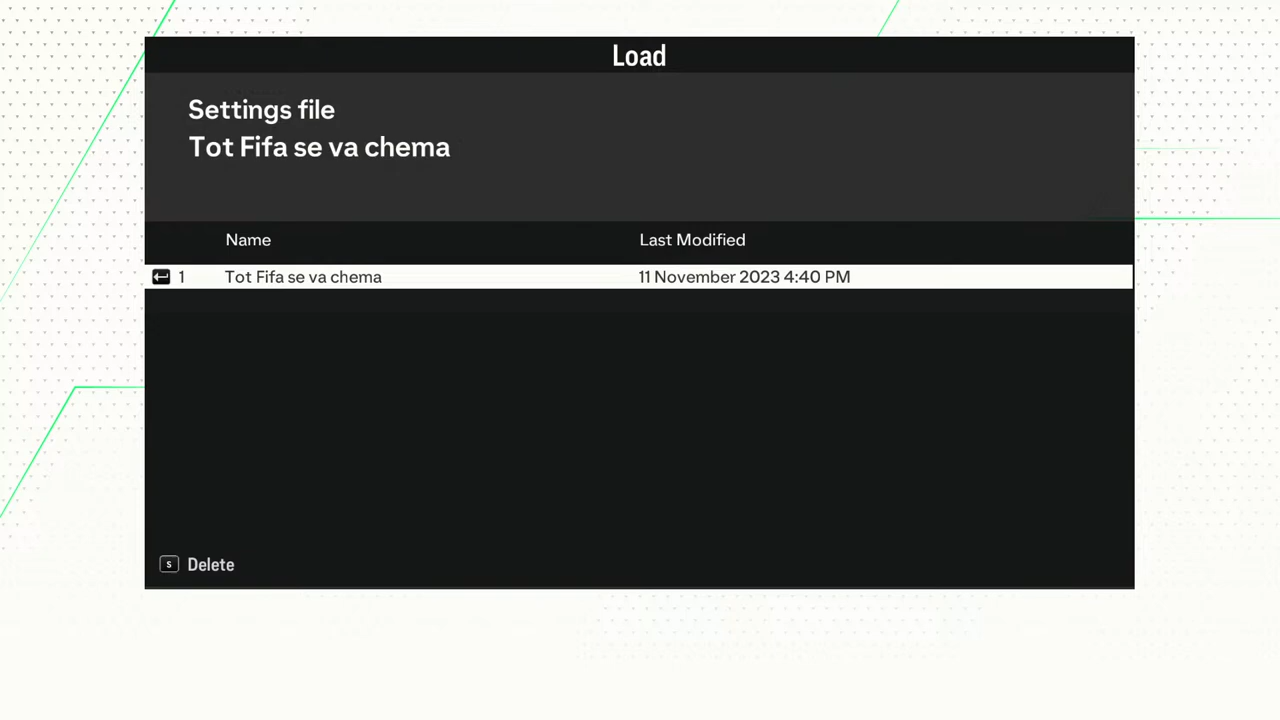 Load
Settings file
Tot Fifa se va chema
Name Last Modified
1 Tot Fifa se va chema 11 November 2023 4:40 PM
S Delete